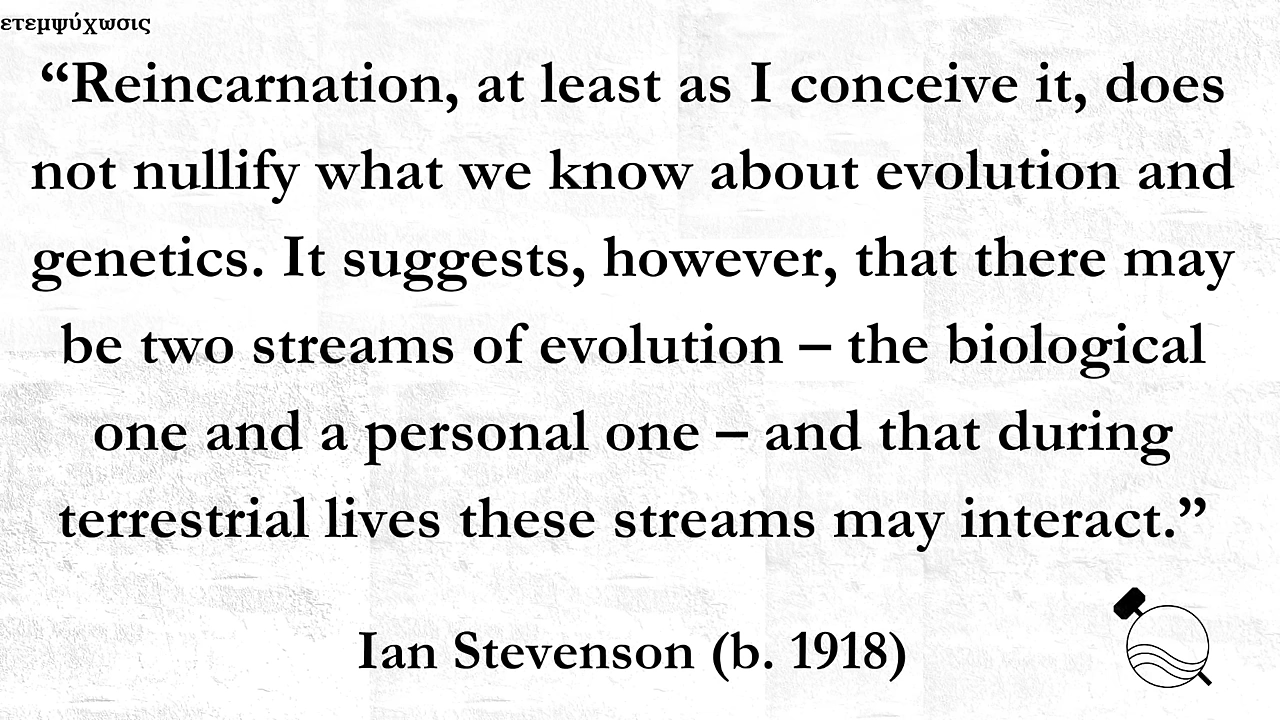 ετεμψύχωσις
“Reincarnation, at least as I conceive it, does
not nullify what we know about evolution and
genetics. It suggests, however, that there may
be two streams of evolution – the biological
one and a personal one – and that during
terrestrial lives these streams may interact.”
Ian Stevenson (b. 1918)